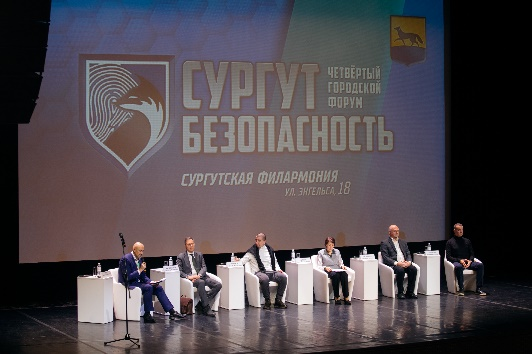 СУРГУТ
ЧЕТВЁРТЫЙ
ГОРОДСКОЙ
ФОРУМ
БЕЗОПАСНОСТЬ
СУРГУТСКАЯ ФИЛАРМОНИЯ
УЛ. ЭНГЕЛЬСА, 18